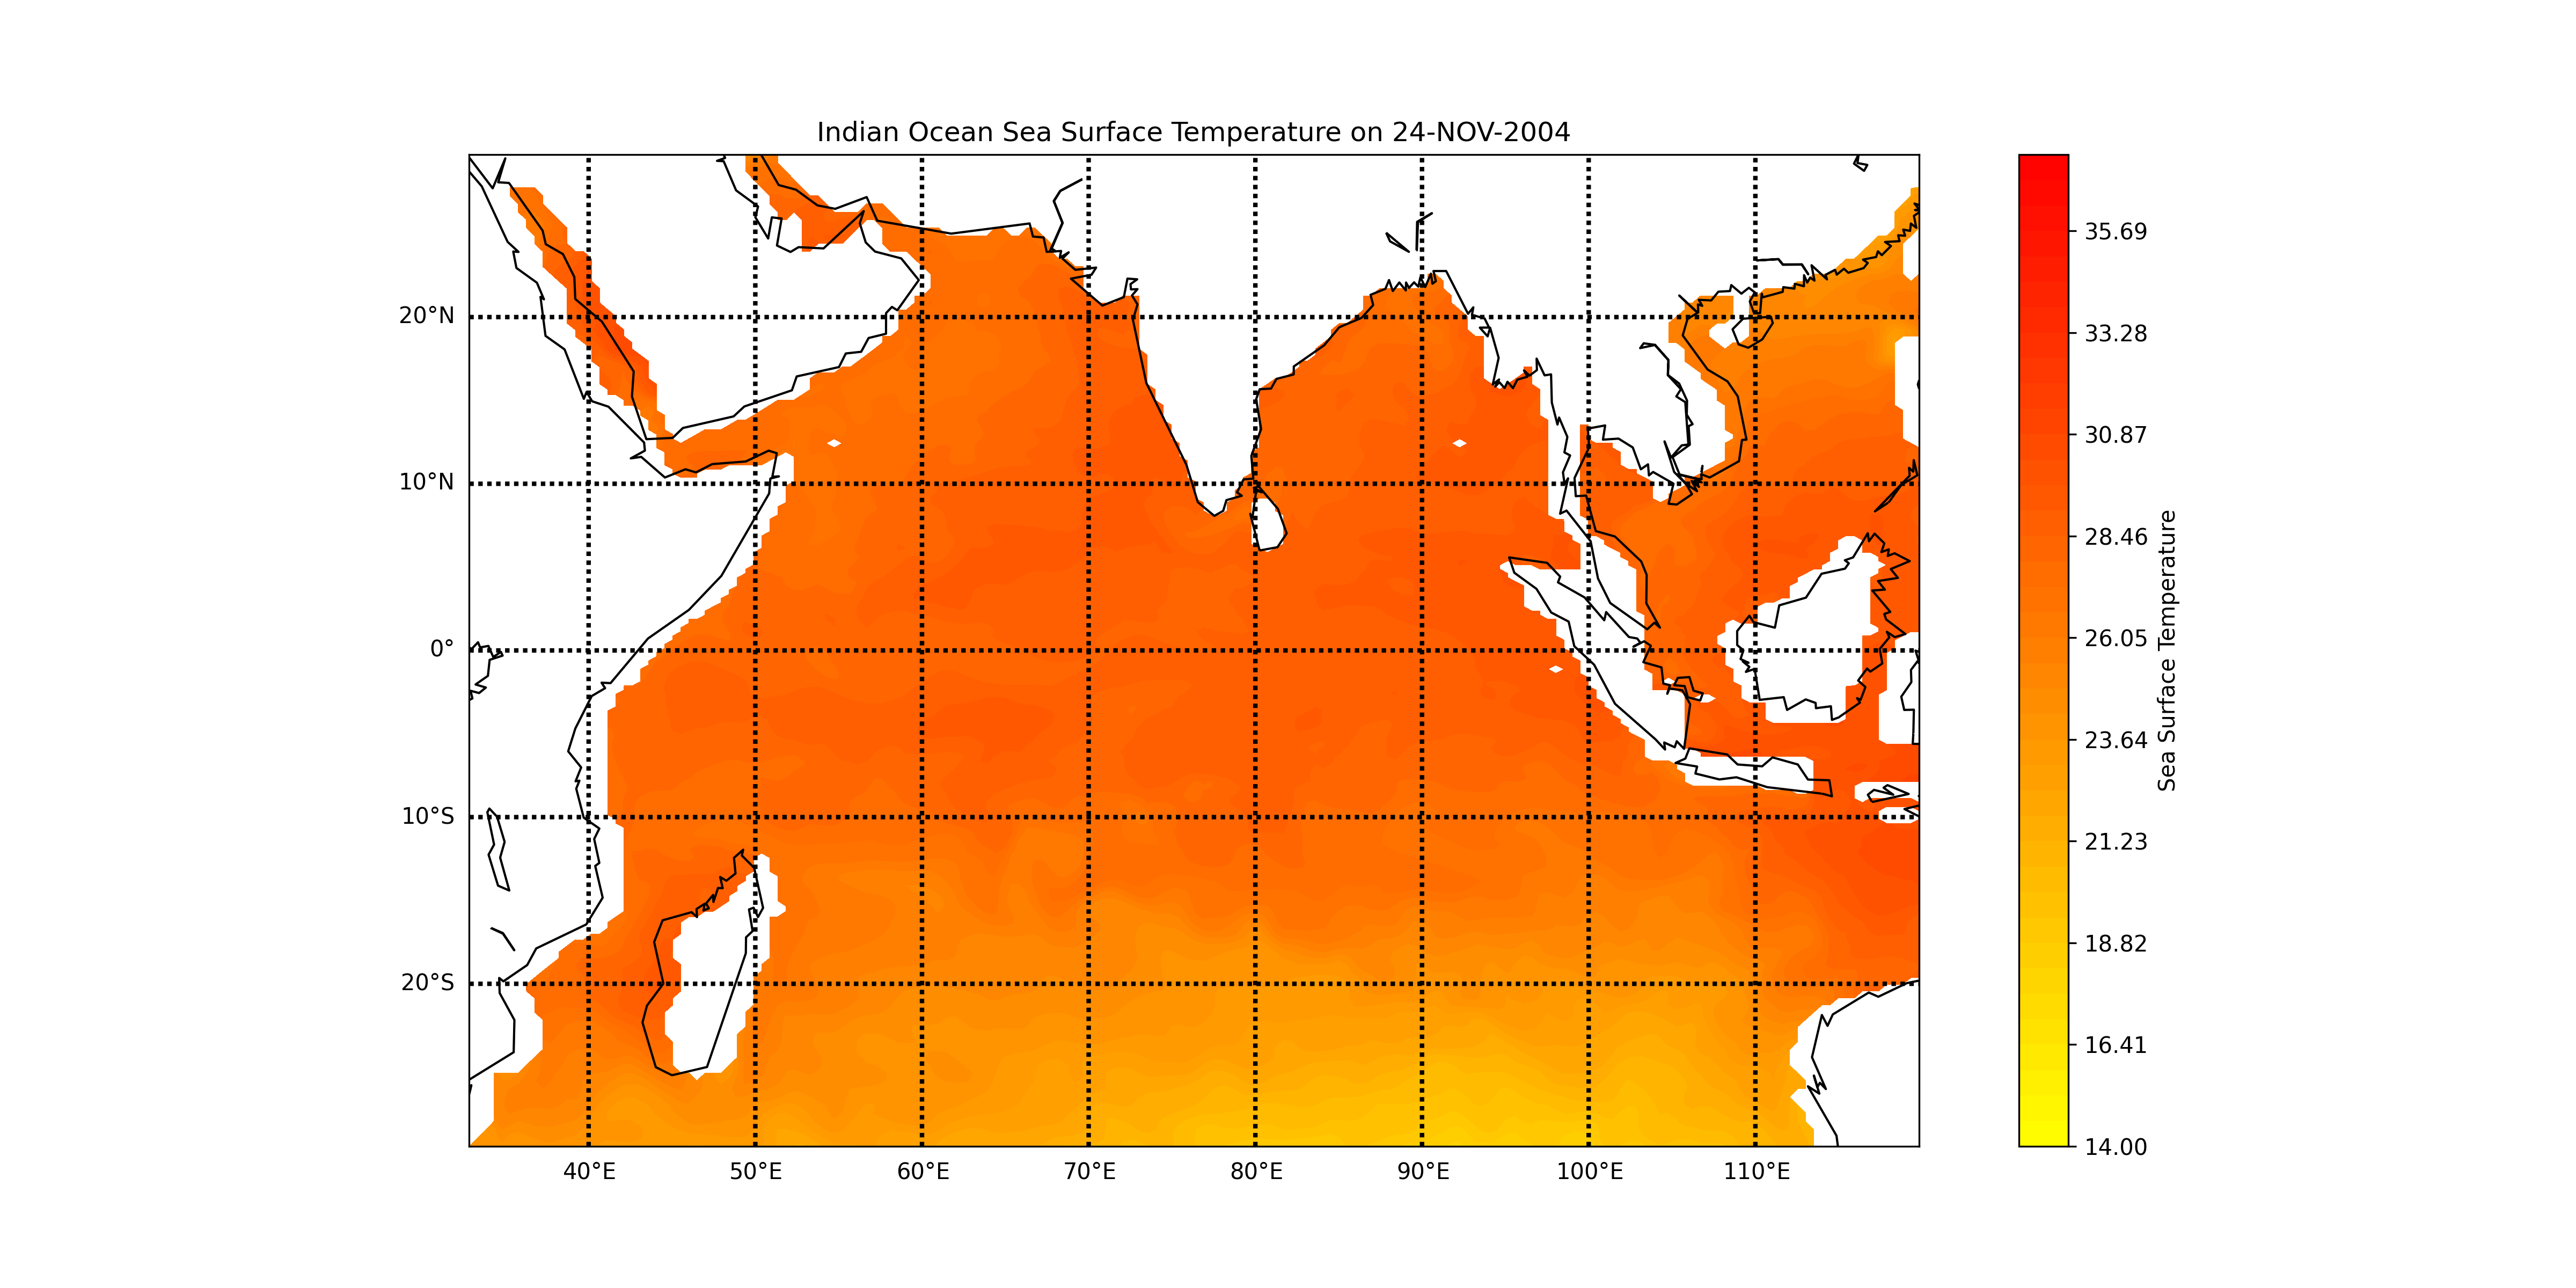 Indian Ocean Sea Surface Temperature on 24-NOV-2004
20°N
10°N
0°
10°S
20°S
40°E 50°E 60°E 70°E 80°E 90°E 100°E 110°E
35.69
33.28
30.87
28.46
26.05
23.64
21.23
18.82
16.41
14.00
Sea Surface Temperature